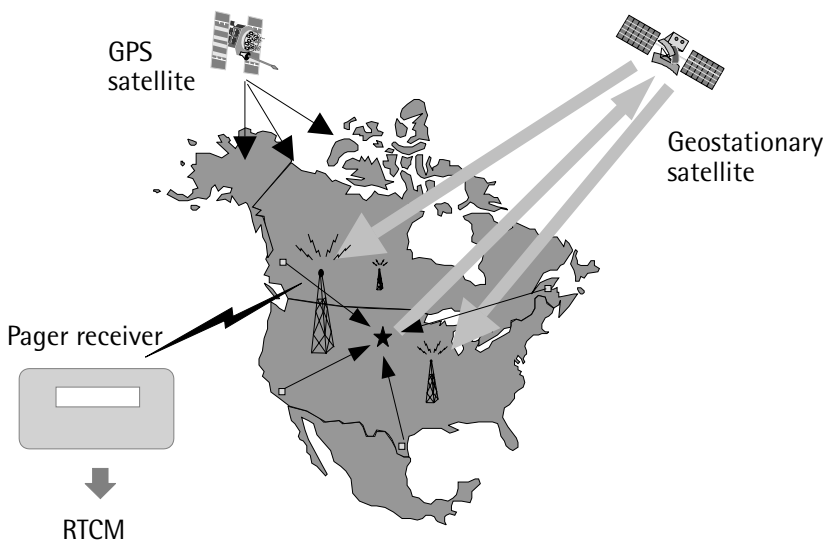 GPS
satellite
Geostationary
satellite
Pager receiver
RTCM